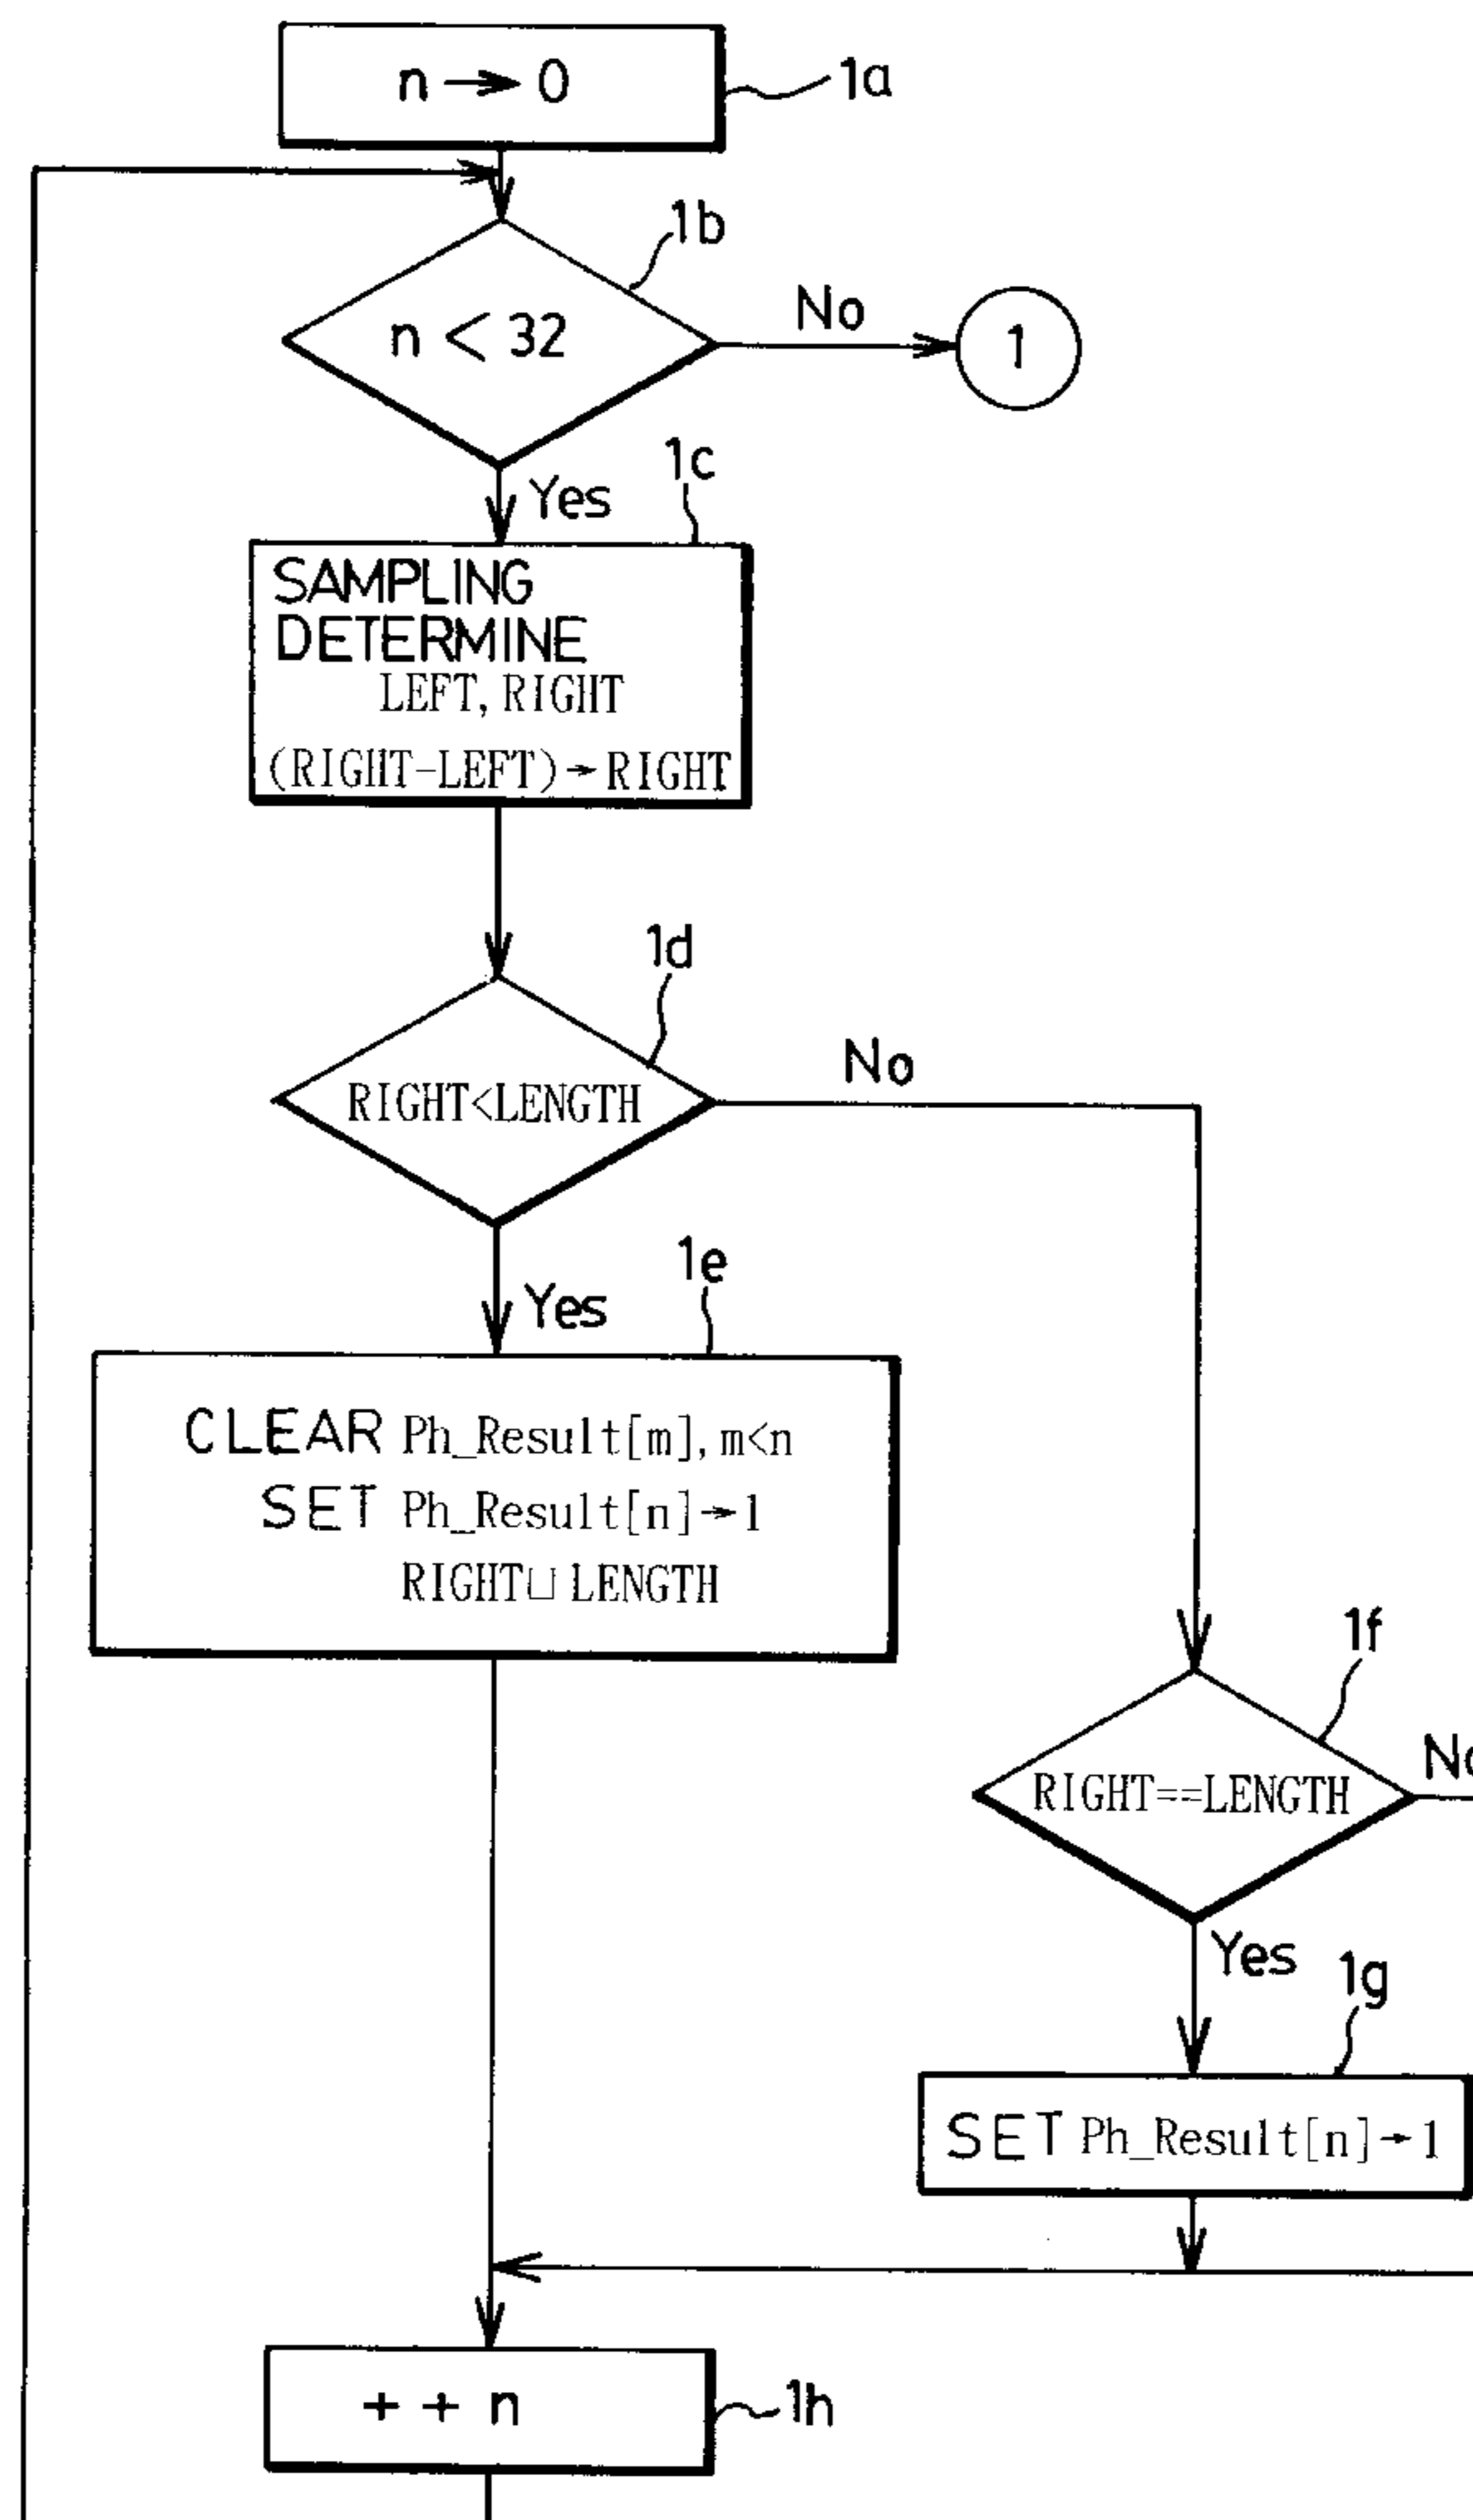 n → 0
1a
1b
n < 32
No
1
Yes
1c
SAMPLING
DETERMINE
LEFT, RIGHT
(RIGHT-LEFT)→RIGHT
1d
RIGHT<LENGTH
No
Yes
1e
CLEAR Ph_Result[m], m<n
SET Ph_Result[n]→1
RIGHT⊔ LENGTH
1f
RIGHT==LENGTH
No
Yes
1g
SET Ph_Result[n]→1
+ + n
1h